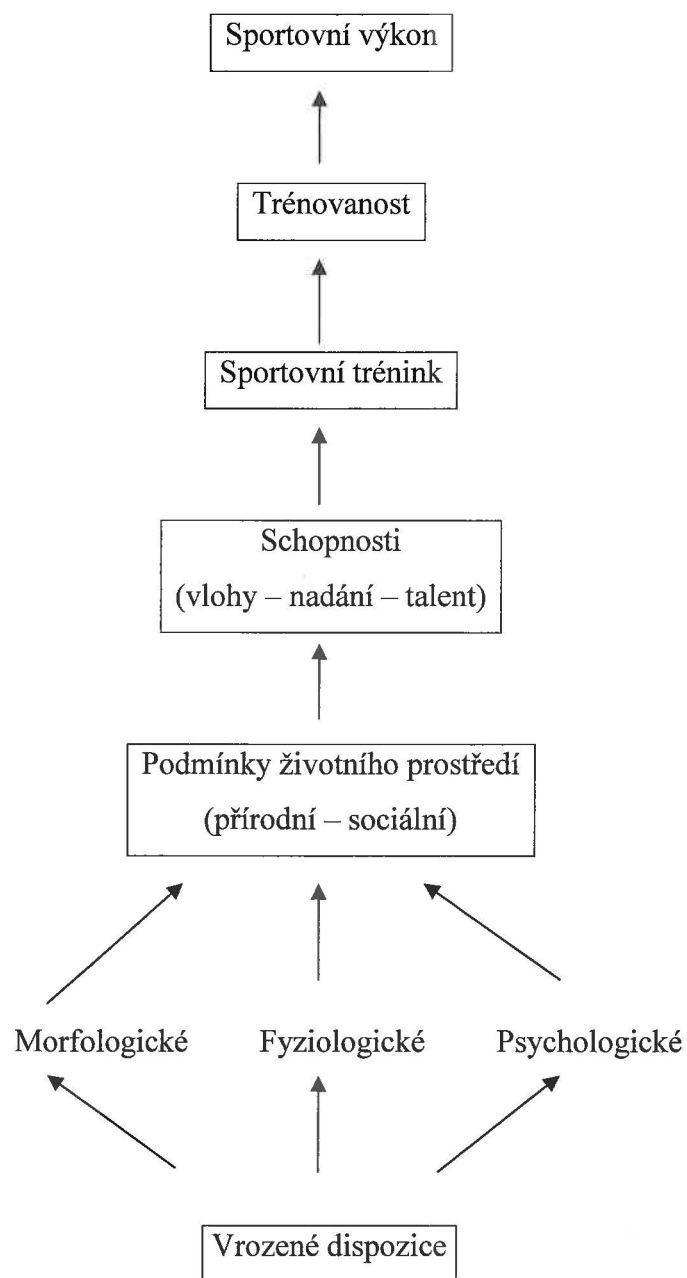 Sportovní výkon
Trénovanost
Sportovní trénink
Schopnosti
(vlohy – nadání – talent)
Podmínky životního prostředí
(přírodní – sociální)
Morfologické Fyziologické Psychologické
Vrozené dispozice